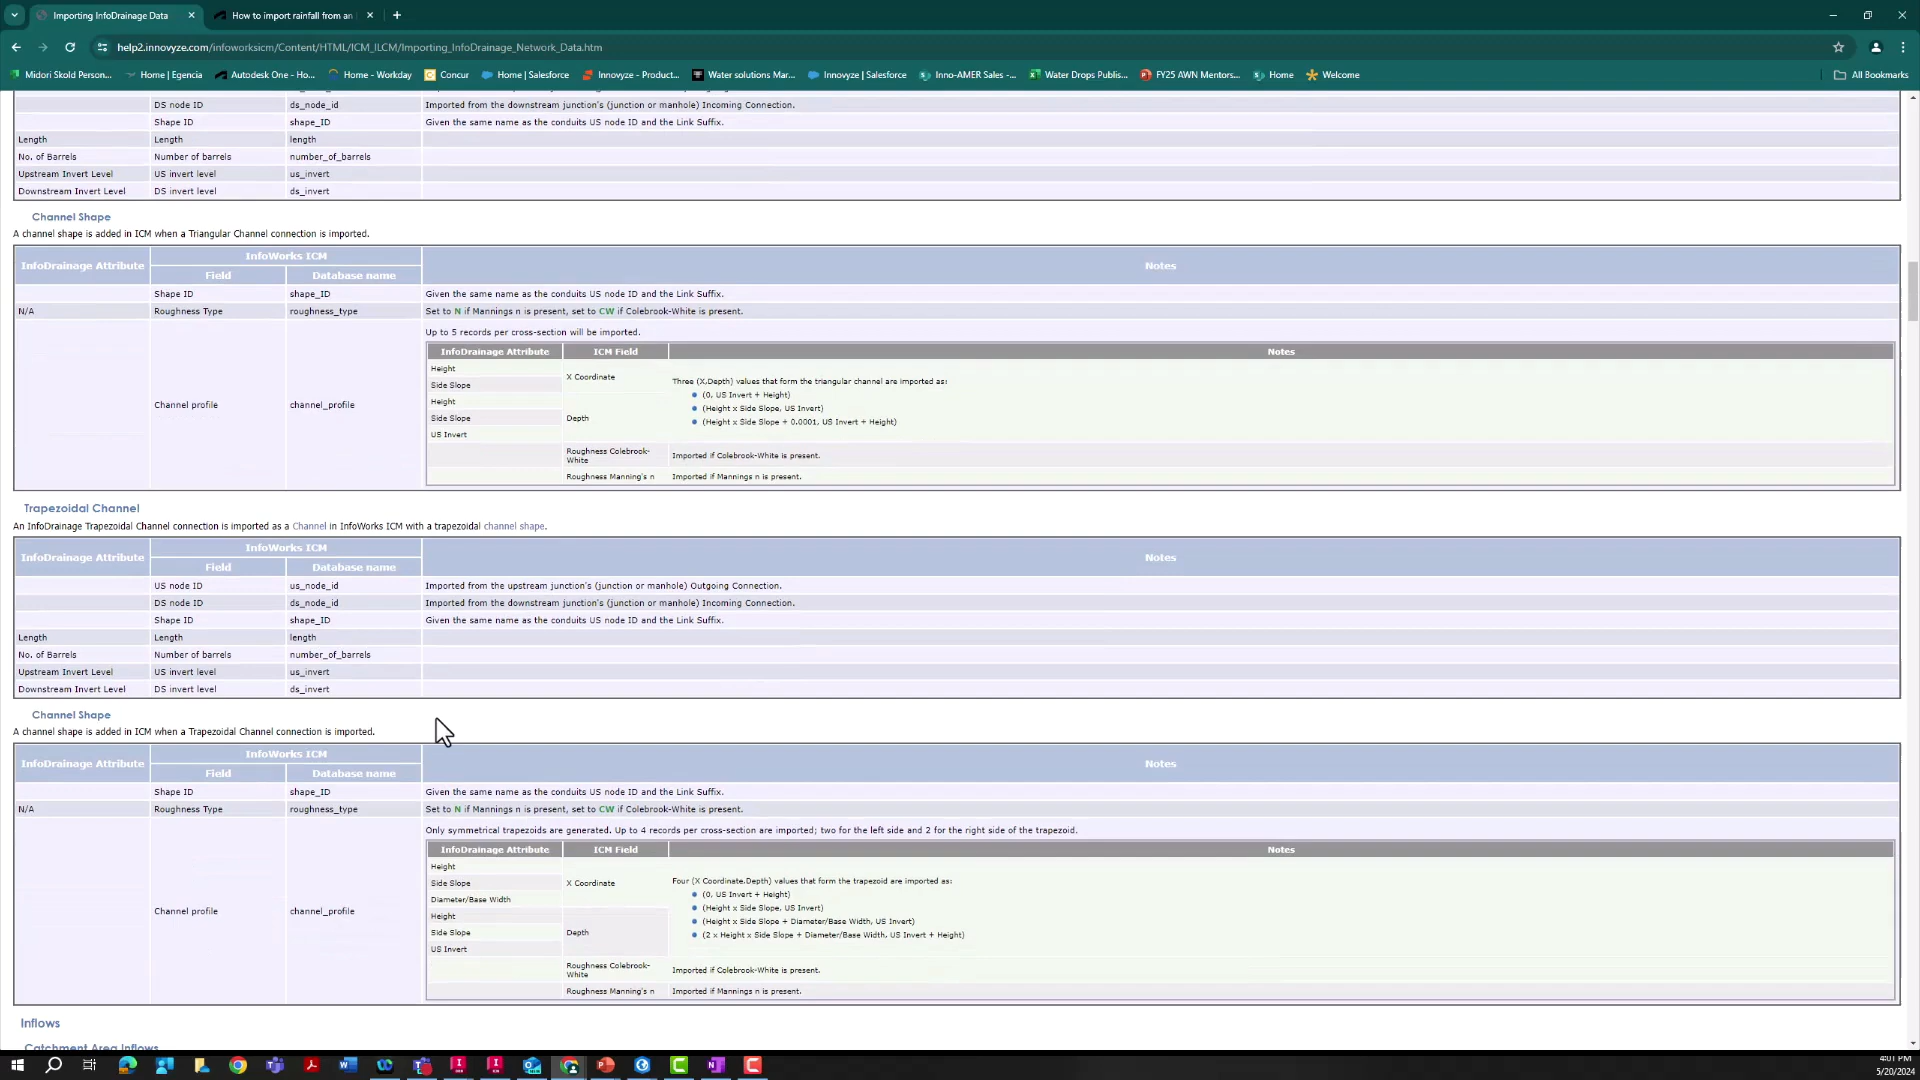 Importing InfoDrainage Data
How to import rainfall from an
help2.innovyze.com/infoworksicm/Content/HTML/ICM_ILCM/Importing_InfoDrainage_Network_Data.htm
Midori Skold Person... Home | Egencia Autodesk One - Ho... Home - Workday Concur Home | Salesforce Innovyze - Product... Water solutions Mar... Innovyze | Salesforce Inno-AMER Sales -... Water Drops Publis... FY25 AWN Mentors... Home Welcome All Bookmarks
DS node ID ds_node_id Imported from the downstream junction's (junction or manhole) Incoming Connection.
Shape ID shape_ID Given the same name as the conduits US node ID and the Link Suffix.
Length Length length
No. of Barrels Number of barrels number_of_barrels
Upstream Invert Level US invert level us_invert
Downstream Invert Level DS invert level ds_invert
Channel Shape
A channel shape is added in ICM when a Triangular Channel connection is imported.
InfoDrainage Attribute InfoWorks ICM Notes
Field Database name
Shape ID shape_ID Given the same name as the conduits US node ID and the Link Suffix.
N/A Roughness Type roughness_type Set to N if Mannings n is present, set to CW if Colebrook-White is present.
Up to 5 records per cross-section will be imported.
InfoDrainage Attribute ICM Field Notes
Height
Side Slope
Height
Side Slope
US Invert
X Coordinate
Depth
Three (X,Depth) values that form the triangular channel are imported as:
(0, US Invert + Height)
(Height x Side Slope, US Invert)
(Height x Side Slope + 0.0001, US Invert + Height)
Channel profile channel_profile
Roughness Colebrook-
White
Imported if Colebrook-White is present.
Roughness Manning's n Imported if Mannings n is present.
Trapezoidal Channel
An InfoDrainage Trapezoidal Channel connection is imported as a Channel in InfoWorks ICM with a trapezoidal channel shape.
InfoDrainage Attribute InfoWorks ICM Notes
Field Database name
US node ID us_node_id Imported from the upstream junction's (junction or manhole) Outgoing Connection.
DS node ID ds_node_id Imported from the downstream junction's (junction or manhole) Incoming Connection.
Shape ID shape_ID Given the same name as the conduits US node ID and the Link Suffix.
Length Length length
No. of Barrels Number of barrels number_of_barrels
Upstream Invert Level US invert level us_invert
Downstream Invert Level DS invert level ds_invert
Channel Shape
A channel shape is added in ICM when a Trapezoidal Channel connection is imported.
InfoDrainage Attribute InfoWorks ICM Notes
Field Database name
Shape ID shape_ID Given the same name as the conduits US node ID and the Link Suffix.
N/A Roughness Type roughness_type Set to N if Mannings n is present, set to CW if Colebrook-White is present.
Only symmetrical trapezoids are generated. Up to 4 records per cross-section are imported; two for the left side and 2 for the right side of the trapezoid.
InfoDrainage Attribute ICM Field Notes
Height
Side Slope
Diameter/Base Width
Height
Side Slope
US Invert
X Coordinate
Depth
Four (X Coordinate,Depth) values that form the trapezoid are imported as:
(0, US Invert + Height)
(Height x Side Slope, US Invert)
(Height x Side Slope + Diameter/Base Width, US Invert)
(2 x Height x Side Slope + Diameter/Base Width, US Invert + Height)
Channel profile channel_profile
Roughness Colebrook-
White
Imported if Colebrook-White is present.
Roughness Manning's n Imported if Mannings n is present.
Inflows
Catchment Area Inflows
4:01 PM
5/20/2024